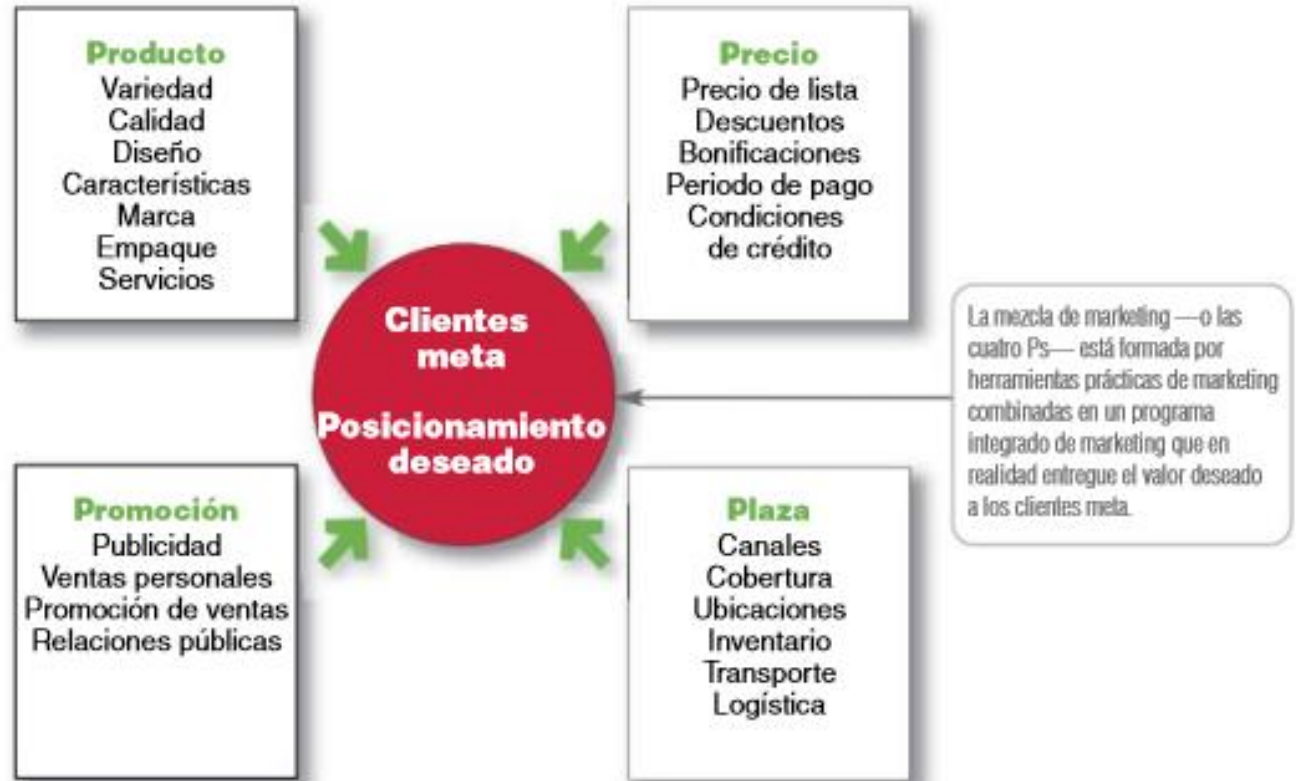 Producto
Variedad
Calidad
Diseño
Características
Marca
Empaque
Servicios
Precio
Precio de lista
Descuentos
Bonificaciones
Periodo de pago
Condiciones
de crédito
Clientes
meta
Posicionamiento
deseado
La mezcla de marketing —o las
cuatro Ps— está formada por
herramientas prácticas de marketing
combinadas en un programa
integrado de marketing que en
realidad entregue el valor deseado
a los clientes meta.
Promoción
Publicidad
Ventas personales
Promoción de ventas
Relaciones públicas
Plaza
Canales
Cobertura
Ubicaciones
Inventario
Transporte
Logística